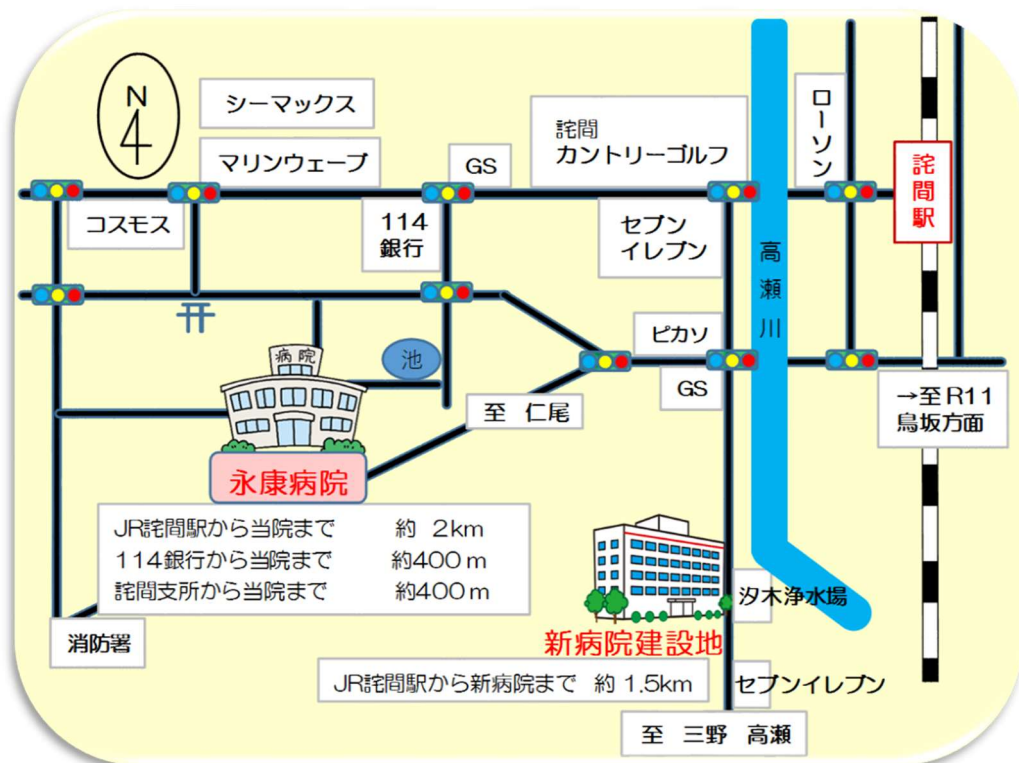 N
シーマックス
マリンウェーブ
GS
詫間
カントリーゴルフ
ローソン
詫間駅
コスモス
114
銀行
セブン
イレブン
高瀬川
ピカソ
GS
病院
池
至 仁尾
→至R11
鳥坂方面
永康病院
JR詫間駅から当院まで 約 2km
114銀行から当院まで 約400m
詫間支所から当院まで 約400m
汐木浄水場
消防署
新病院建設地
JR詫間駅から新病院まで 約 1.5km
セブンイレブン
至 三野 高瀬